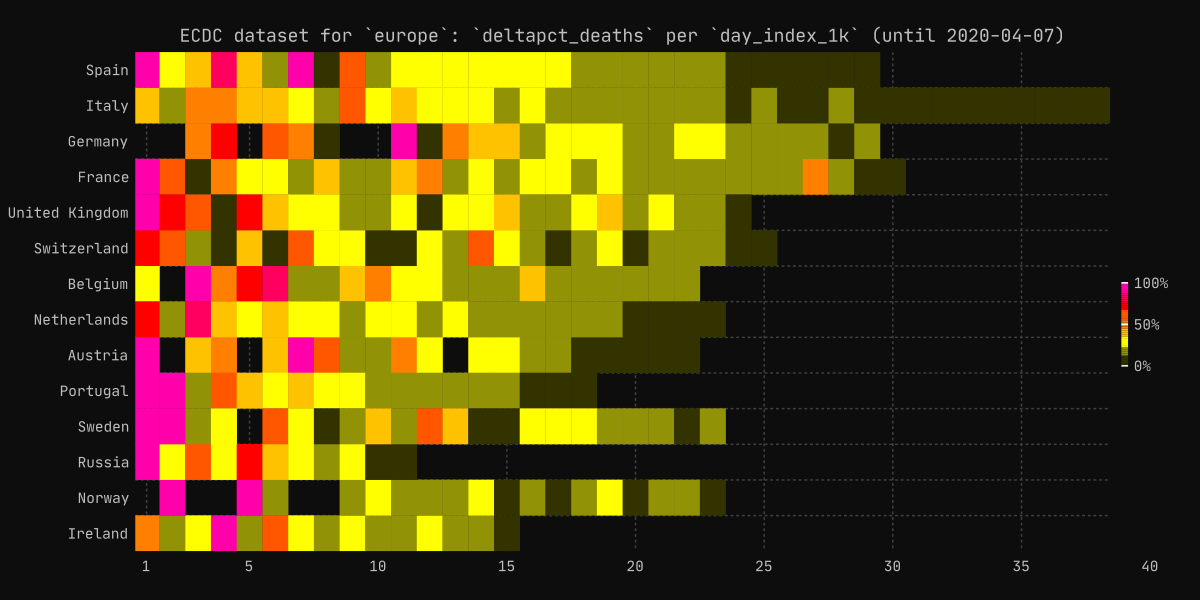 ECDC dataset for `europe`: `deltapct_deaths` per `day_index_1k` (until 2020-04-07)
Spain
Italy
Germany
France
United Kingdom
Switzerland
Belgium
Netherlands
Austria
Portugal
Sweden
Russia
Norway
Ireland
100%
50%
0%
1 5 10 15 20 25 30 35 40